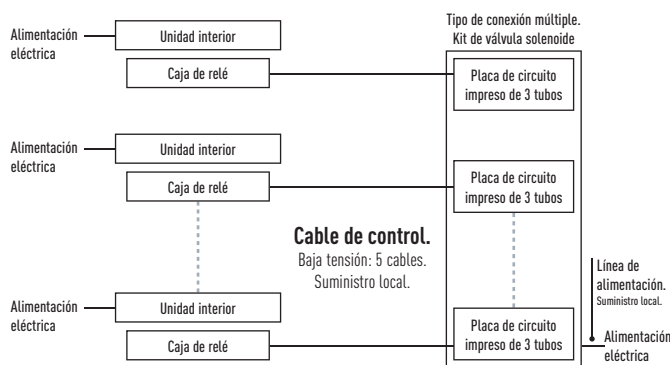 Tipo de conexión múltiple.
Kit de válvula solenoide
Alimentación
eléctrica
Unidad interior
Caja de relé
Placa de circuito
impreso de 3 tubos
Alimentación
eléctrica
Unidad interior
Caja de relé
Placa de circuito
impreso de 3 tubos
Cable de control.
Baja tensión: 5 cables.
Suministro local.
Línea de
alimentación.
Suministro local.
Alimentación
eléctrica
Unidad interior
Caja de relé
Placa de circuito
impreso de 3 tubos
Alimentación
eléctrica